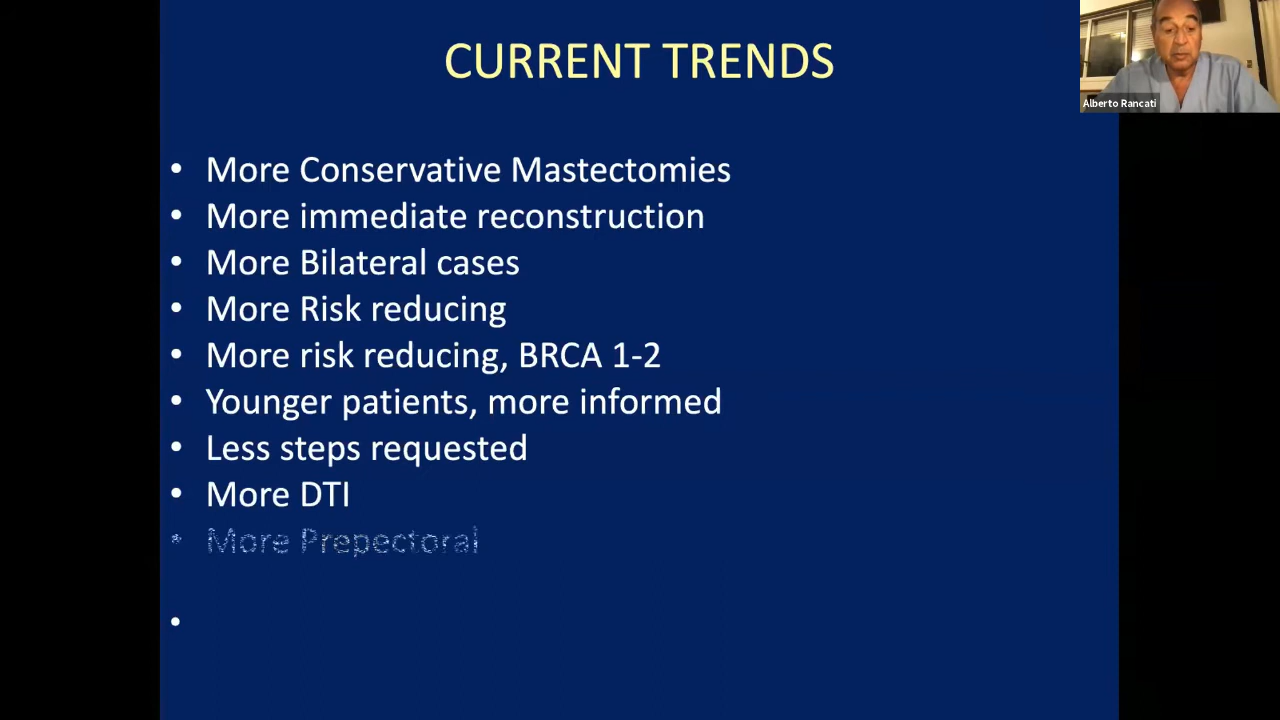 CURRENT TRENDS
Alberto Rancati
• More Conservative Mastectomies
• More immediate reconstruction
• More Bilateral cases
• More Risk reducing
• More risk reducing, BRCA 1-2
• Younger patients, more informed
• Less steps requested
• More DTI
• More Prepectoral
•